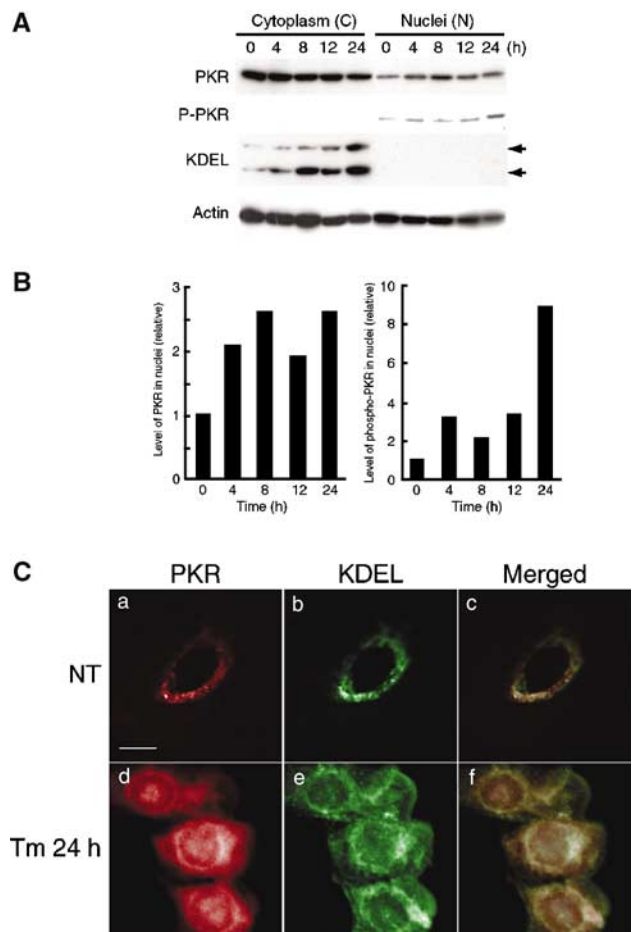 A
Cytoplasm (C) Nuclei (N)
0 4 8 12 24 0 4 8 12 24 (h)
PKR
P-PKR
KDEL
Actin
B
Level of PKR in nuclei (relative)
3
2
1
0
0 4 8 12 24
Time (h)
Level of phospho-PKR in nuclei (relative)
10
8
6
4
2
0
0 4 8 12 24
Time (h)
C
PKR KDEL Merged
NT
a b c
Tm 24 h
d e f